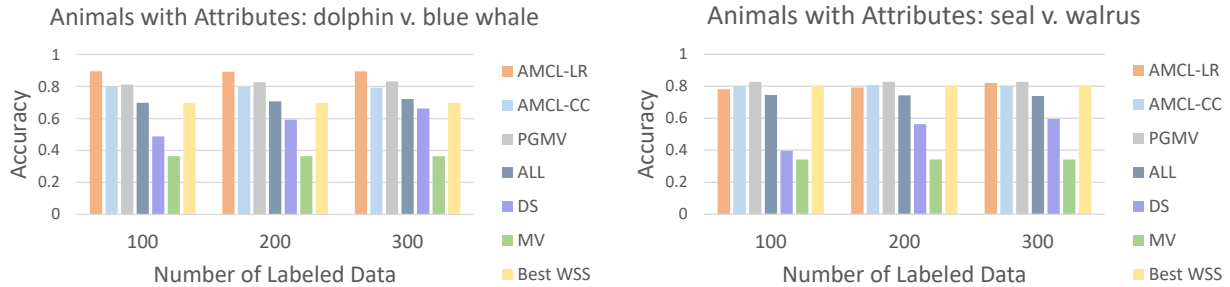 Animals with Attributes: dolphin v. blue whale
Accuracy
1
0.8
0.6
0.4
0.2
0
100 200 300
Number of Labeled Data
AMCL-LR
AMCL-CC
PGMV
ALL
DS
MV
Best WSS
Animals with Attributes: seal v. walrus
Accuracy
1
0.8
0.6
0.4
0.2
0
100 200 300
Number of Labeled Data
AMCL-LR
AMCL-CC
PGMV
ALL
DS
MV
Best WSS